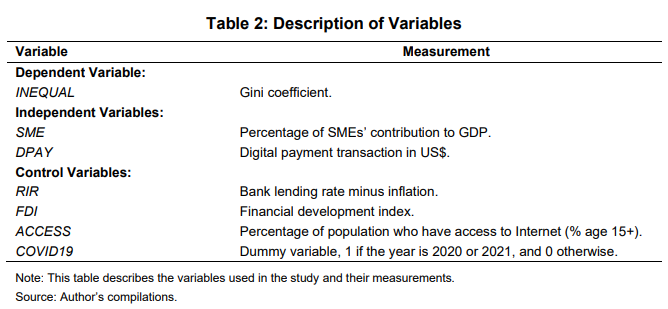 Table 2: Description of Variables
Variable Measurement
Dependent Variable:
INEQUAL Gini coefficient.
Independent Variables:
SME Percentage of SMEs' contribution to GDP.
DPAY Digital payment transaction in US$.
Control Variables:
RIR Bank lending rate minus inflation.
FDI Financial development index.
ACCESS Percentage of population who have access to Internet (% age 15+).
COVID19 Dummy variable, 1 if the year is 2020 or 2021, and 0 otherwise.
Note: This table describes the variables used in the study and their measurements.
Source: Author's compilations.